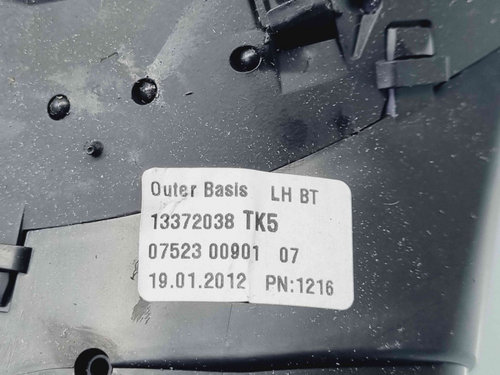 Outer Basis LH BT
13372038 TK5
07523 00901 07
19.01.2012 PN:1216